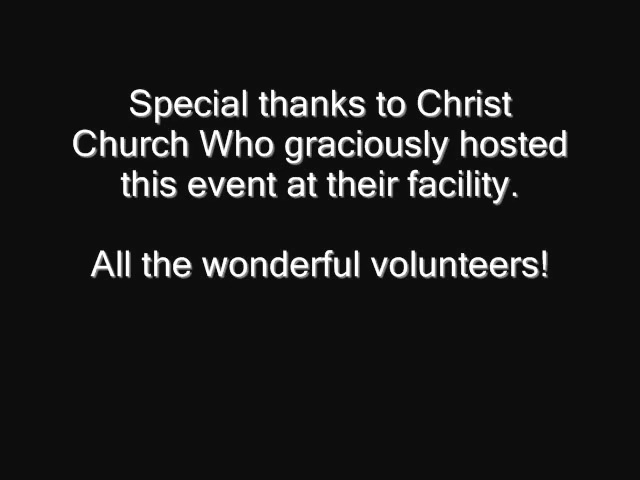 Special thanks to Christ
Church Who graciously hosted
this event at their facility.
All the wonderful volunteers!